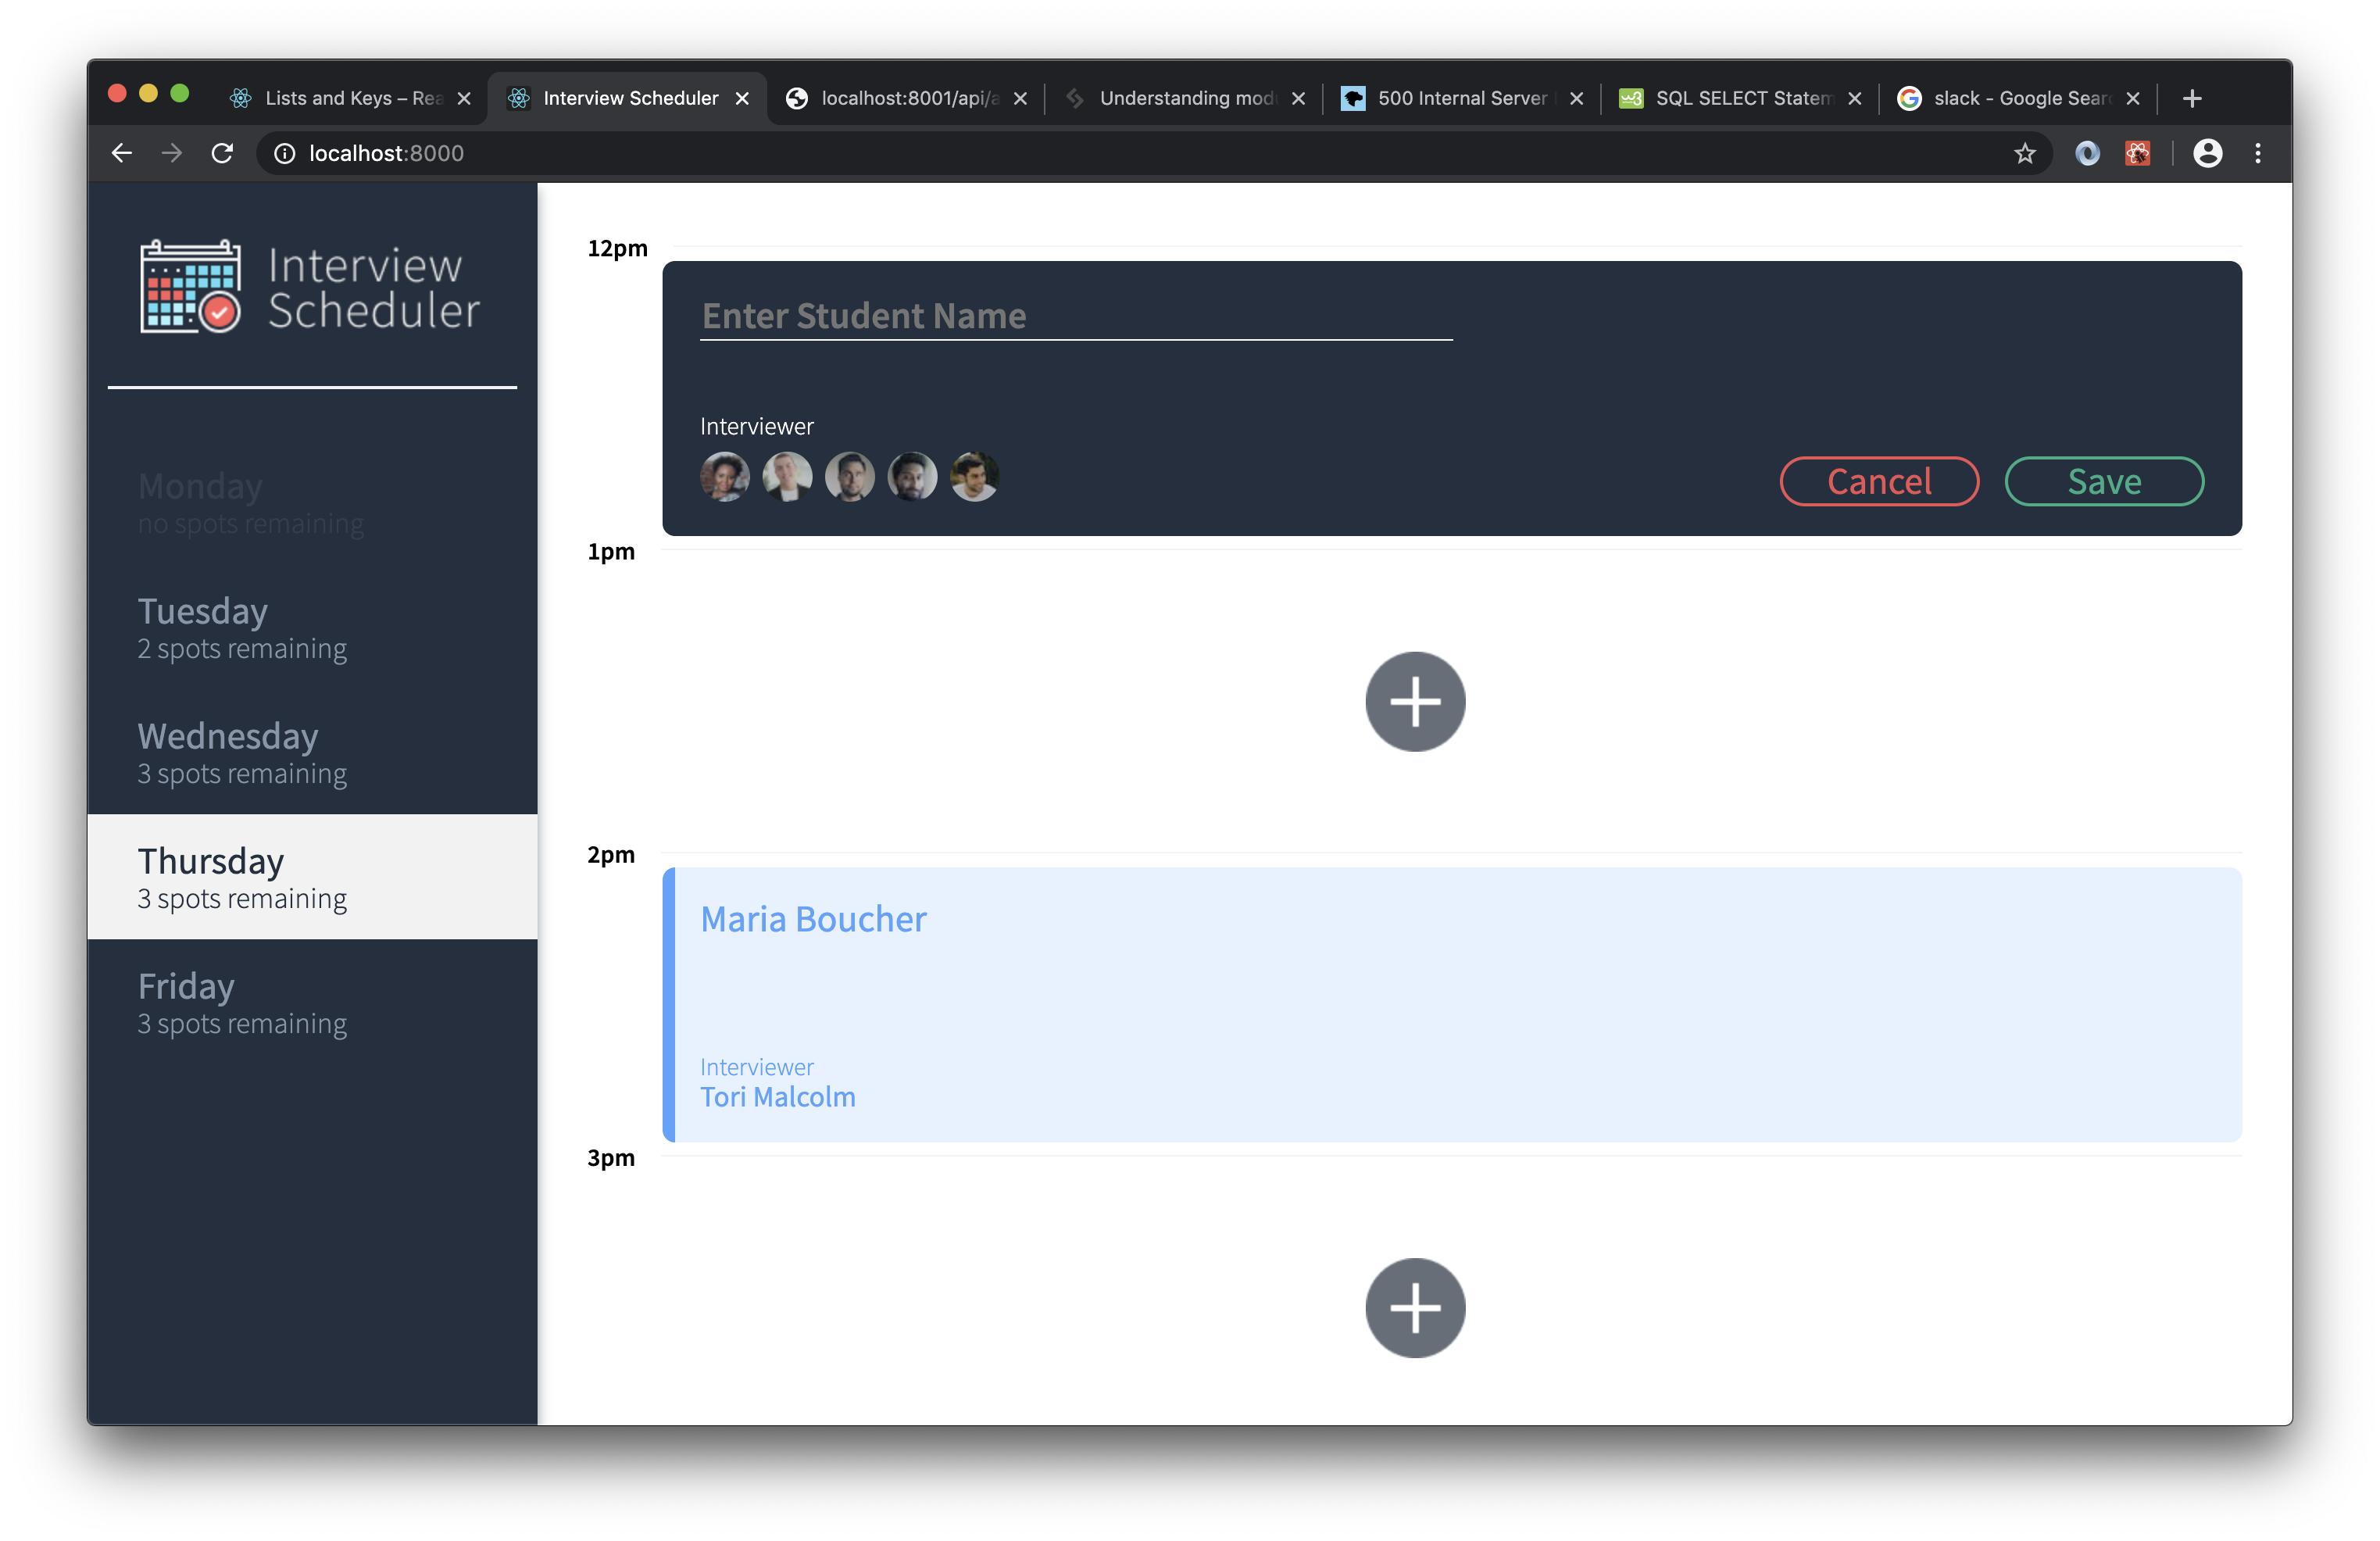 Lists and Keys – Rea
Interview Scheduler
localhost:8001/api/a
Understanding mod
500 Internal Server
SQL SELECT Statem
slack - Google Sear
localhost:8000
Interview
Scheduler
Monday
no spots remaining
Tuesday
2 spots remaining
Wednesday
3 spots remaining
Thursday
3 spots remaining
Friday
3 spots remaining
12pm
Enter Student Name
Interviewer
Cancel
Save
1pm
2pm
Maria Boucher
Interviewer
Tori Malcolm
3pm